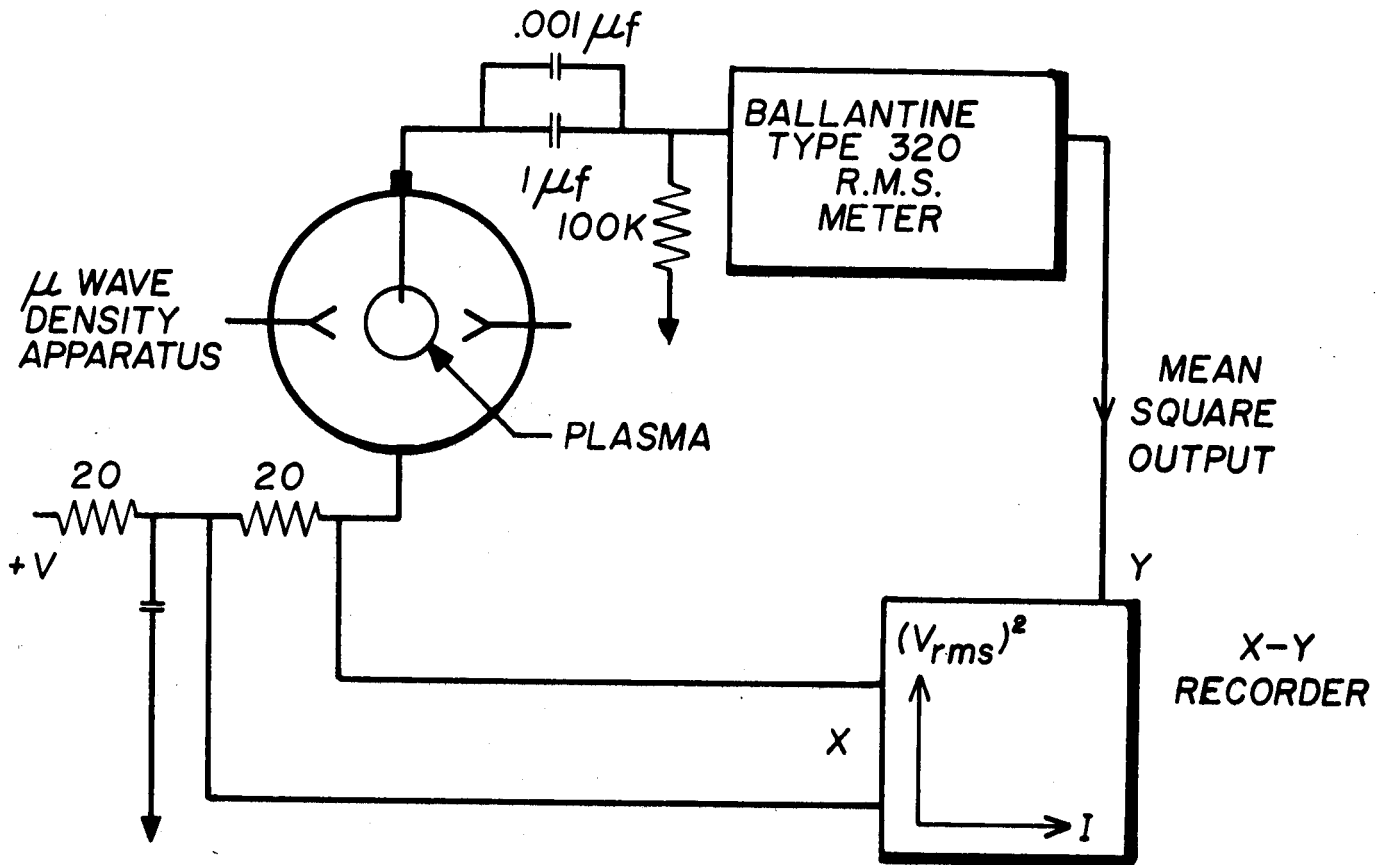 .001 μf
1 μf
100K
BALLANTINE
TYPE 320
R.M.S.
METER
μ WAVE
DENSITY
APPARATUS
PLASMA
MEAN
SQUARE
OUTPUT
20
20
+V
Y
(Vrms)²
X-Y
RECORDER
X
I